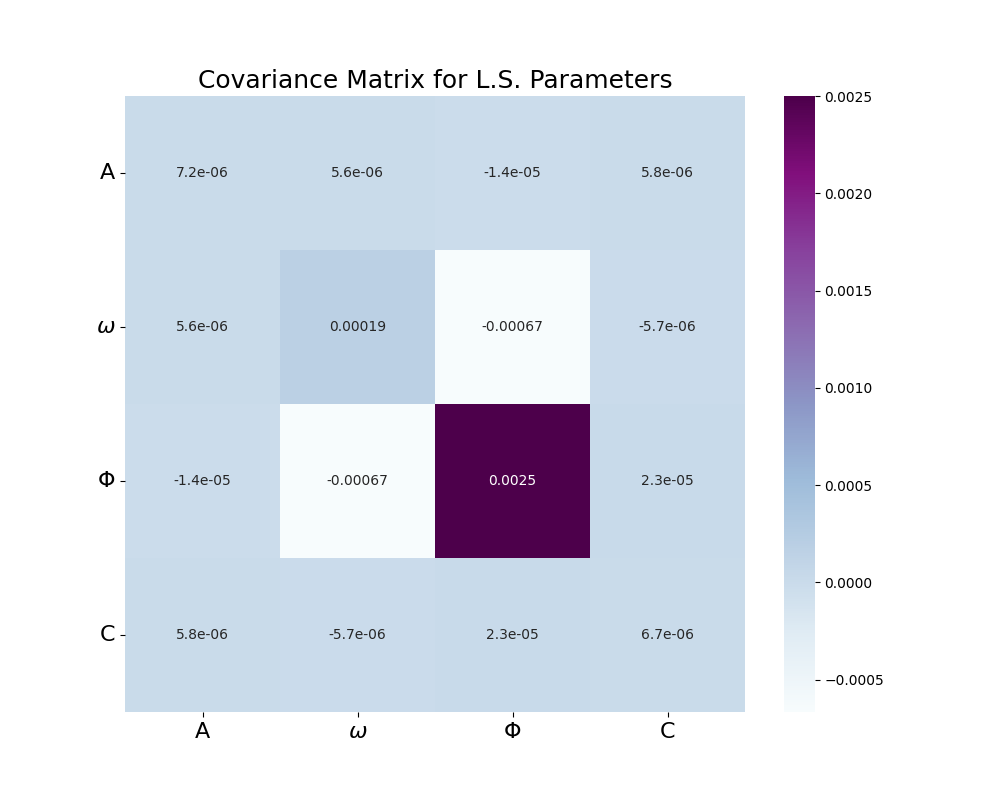 Covariance Matrix for L.S. Parameters
A 7.2e-06 5.6e-06 -1.4e-05 5.8e-06
ω 5.6e-06 0.00019 -0.00067 -5.7e-06
Φ -1.4e-05 -0.00067 0.0025 2.3e-05
C 5.8e-06 -5.7e-06 2.3e-05 6.7e-06
A ω Φ C
0.0025
0.0020
0.0015
0.0010
0.0005
0.0000
−0.0005